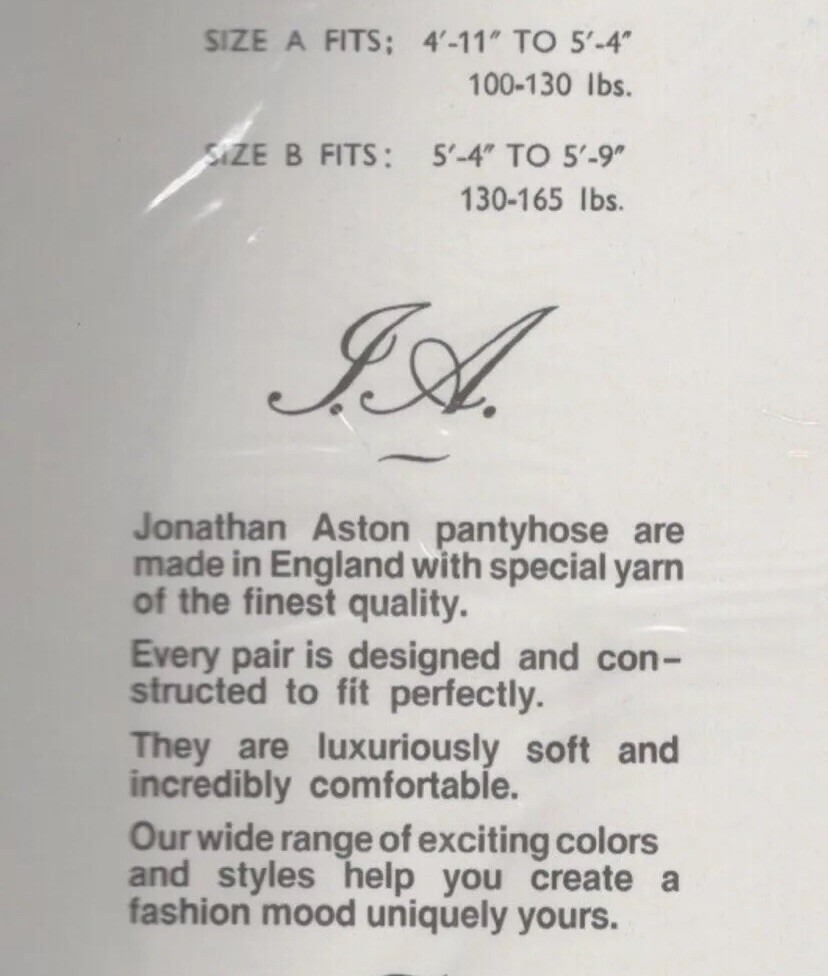 SIZE A FITS: 4′-11″ TO 5′-4″
100-130 lbs.
SIZE B FITS: 5′-4″ TO 5′-9″
130-165 lbs.
J.A.
Jonathan Aston pantyhose are
made in England with special yarn
of the finest quality.
Every pair is designed and con-
structed to fit perfectly.
They are luxuriously soft and
incredibly comfortable.
Our wide range of exciting colors
and styles help you create a
fashion mood uniquely yours.